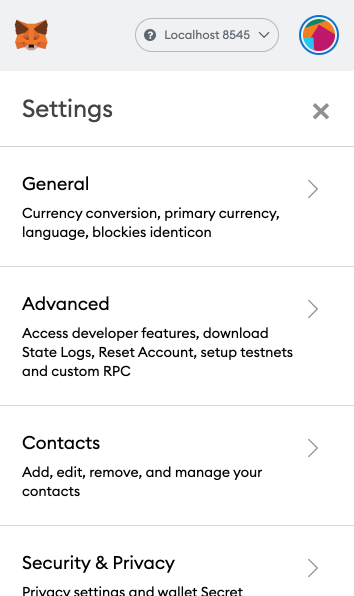 Localhost 8545
Settings
General
Currency conversion, primary currency,
language, blockies identicon
Advanced
Access developer features, download
State Logs, Reset Account, setup testnets
and custom RPC
Contacts
Add, edit, remove, and manage your
contacts
Security & Privacy
Privacy settings and wallet Secret